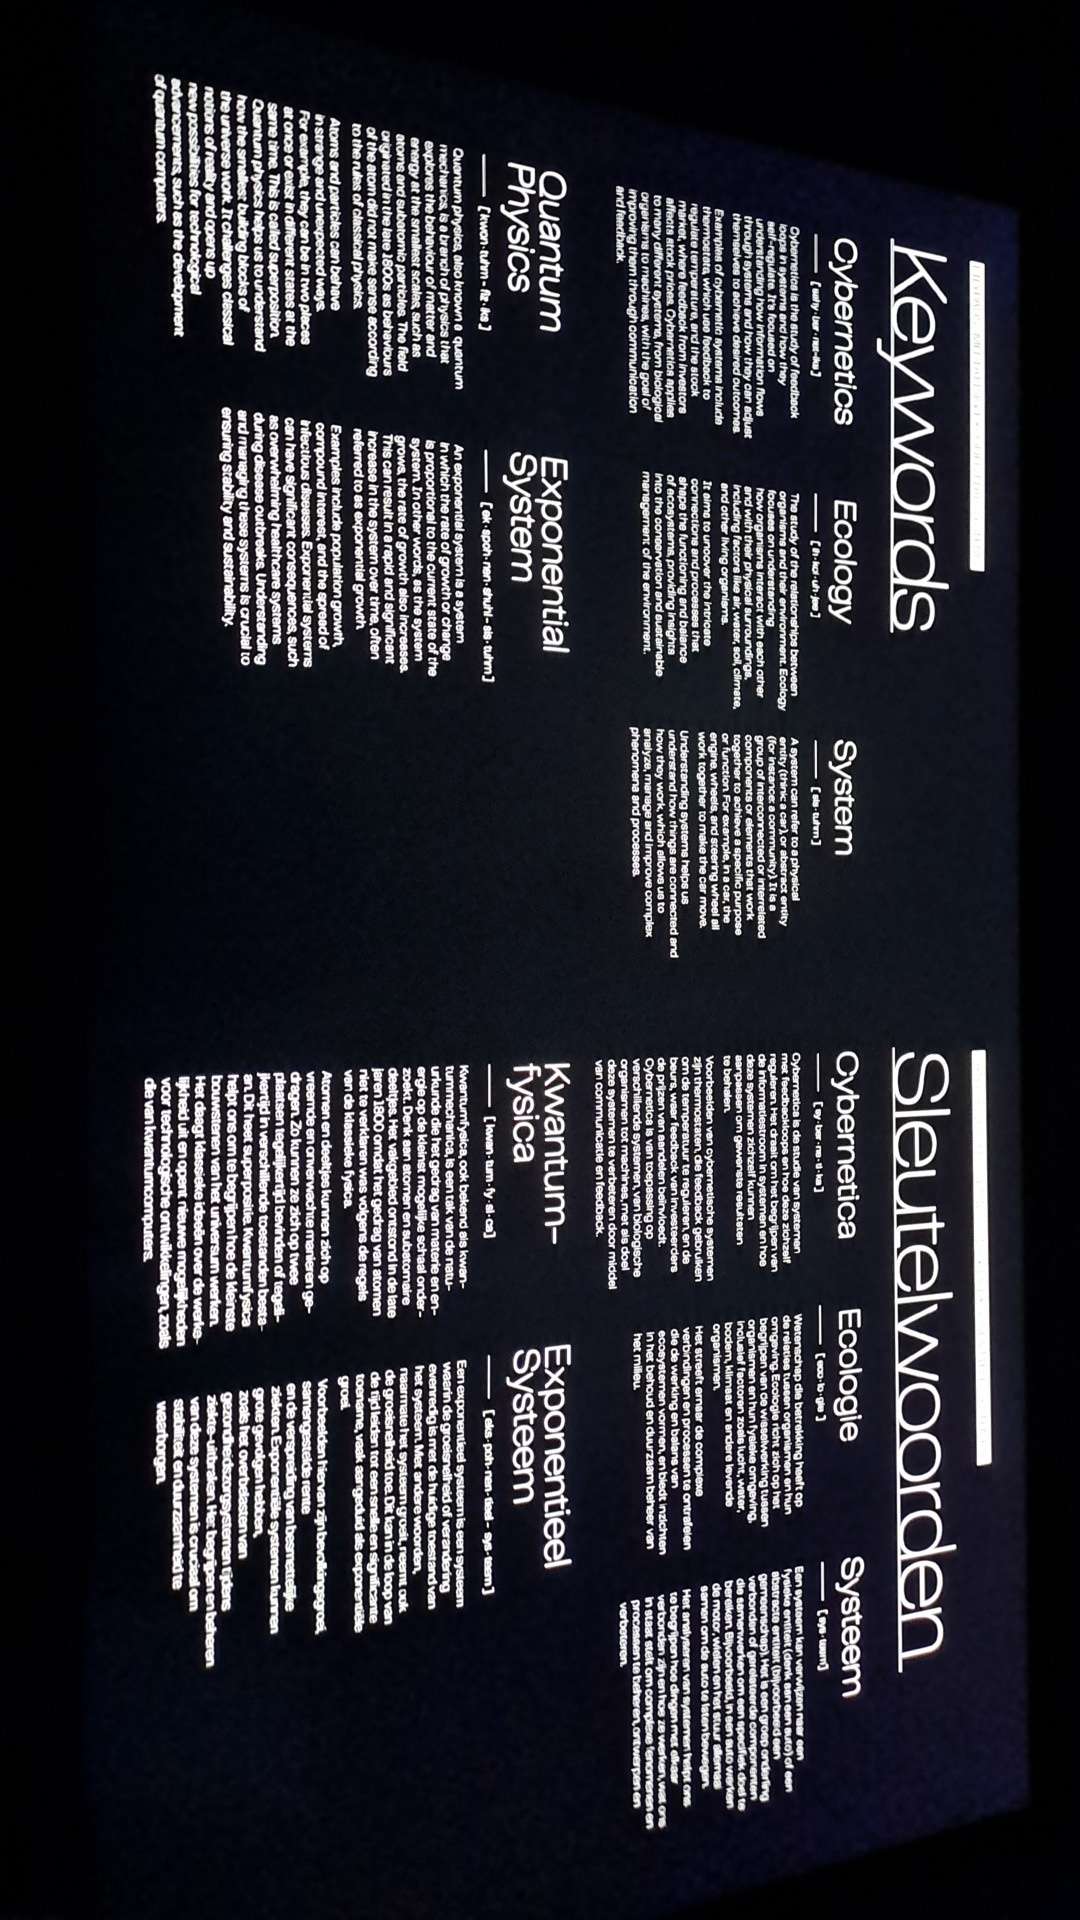 Keywords
Cybernetics
[ sahy · ber · net-iks ]
Cybernetics is the study of feedback
loops in systems and how they
self-regulate. It's focused on
understanding how information flows
through systems and how they can adjust
themselves to achieve desired outcomes.
Examples of cybernetic systems include
thermostats, which use feedback to
regulate temperature, and the stock
market, where feedback from investors
affects stock prices. Cybernetics applies
to many different systems, from biological
organisms to machines, with the goal of
improving them through communication
and feedback.
Ecology
[ ih · kol · uh · jee ]
The study of the relationships between
organisms and their environment. Ecology
focuses on understanding
how organisms interact with each other
and with their physical surroundings,
including factors like air, water, soil, climate,
and other living organisms.
It aims to uncover the intricate
connections and processes that
shape the functioning and balance
of ecosystems, providing insights
into the conservation and sustainable
management of the environment.
System
[ sis · tuhm ]
A system can refer to a physical
entity (think: a car), or abstract entity
(for instance: a community). It is a
group of interconnected or interrelated
components or elements that work
together to achieve a specific purpose
or function. For example, in a car, the
engine, wheels, and steering wheel all
work together to make the car move.
Understanding systems helps us
understand how things are connected and
how they work, which allows us to
analyze, manage and improve complex
phenomena and processes.
Quantum
Physics
[ kwon · tuhm - fiz · iks ]
Quantum physics, also known a quantum
mechanics, is a branch of physics that
explores the behaviour of matter and
energy at the smallest scales, such as
atoms and subatomic particles. The field
originated in the late 1800s as behaviours
of the atom did not make sense according
to the rules of classical physics.
Atoms and particles can behave
in strange and unexpected ways.
For example, they can be in two places
at once or exist in different states at the
same time. This is called superposition.
Quantum physics helps us to understand
how the smallest building blocks of
the universe work. It challenges classical
notions of reality and opens up
new possibilities for technological
advancements, such as the development
of quantum computers.
Exponential
System
[ ek · spoh · nen · shuhl - sis · tuhm ]
An exponential system is a system
in which the rate of growth or change
is proportional to the current state of the
system. In other words, as the system
grows, the rate of growth also increases.
This can result in a rapid and significant
increase in the system over time, often
referred to as exponential growth.
Examples include population growth,
compound interest, and the spread of
infectious diseases. Exponential systems
can have significant consequences, such
as overwhelming healthcare systems
during disease outbreaks. Understanding
and managing these systems is crucial to
ensuring stability and sustainability.
Sleutelwoorden
Cybernetica
[ cy · ber · ne · ti · ka ]
Cybernetica is de studie van systemen
met feedbackloops en hoe deze zichzelf
reguleren. Het draait om het begrijpen van
de informatiestroom in systemen en hoe
deze systemen zichzelf kunnen
aanpassen om gewenste resultaten
te behalen.
Voorbeelden van cybernetische systemen
zijn thermostaten, die feedback gebruiken
om de temperatuur te reguleren, en de
beurs, waar feedback van investeerders
de prijzen van aandelen beïnvloedt.
Cybernetica is van toepassing op
verschillende systemen, van biologische
organismen tot machines, met als doel
deze systemen te verbeteren door middel
van communicatie en feedback.
Ecologie
[ eco · lo · gie ]
Wetenschap die betrekking heeft op
de relaties tussen organismen en hun
omgeving. Ecologie richt zich op het
begrijpen van de wisselwerking tussen
organismen en hun fysieke omgeving,
inclusief factoren zoals lucht, water,
bodem, klimaat en andere levende
organismen.
Het streeft ernaar de complexe
verbindingen en processen te ontrafelen
die de werking en balans van
ecosystemen vormen, en biedt inzichten
in het behoud en duurzaam beheer van
het milieu.
Systeem
[ sys · teem ]
Een systeem kan verwijzen naar een
fysieke entiteit (denk aan een auto) of een
abstracte entiteit (bijvoorbeeld een
gemeenschap). Het is een groep onderling
verbonden of gerelateerde componenten
die samenwerken om een specifiek doel te
bereiken. Bijvoorbeeld, in een auto werken
de motor, wielen en het stuur allemaal
samen om de auto te laten bewegen.
Het analyseren van systemen helpt ons
te begrijpen hoe dingen met elkaar
verbonden zijn en hoe ze werken, wat ons
in staat stelt om complexe fenomenen en
processen te beheren, ontwerpen en
verbeteren.
Kwantum-
fysica
[ kwan · tum - fy · si · ca ]
Kwantumfysica, ook bekend als kwan-
tummechanica, is een tak van de natu-
urkunde die het gedrag van materie en en-
ergie op de kleinst mogelijke schaal onder-
zoekt. Denk aan atomen en subatomaire
deeltjes. Het vakgebied ontstond in de late
jaren 1800 omdat het gedrag van atomen
niet te verklaren was volgens de regels
van de klassieke fysica.
Atomen en deeltjes kunnen zich op
vreemde en onverwachte manieren ge-
dragen. Zo kunnen ze zich op twee
plaatsen tegelijkertijd bevinden of tegeli-
jkertijd in verschillende toestanden besta-
an. Dit heet superpositie. Kwantumfysica
helpt ons om te begrijpen hoe de kleinste
bouwstenen van het universum werken.
Het daagt klassieke ideeën over de werke-
lijkheid uit en opent nieuwe mogelijkheden
voor technologische ontwikkelingen, zoals
die van kwantumcomputers.
Exponentieel
Systeem
[ eks · poh · nen · tieel - sys · teem ]
Een exponentieel systeem is een systeem
waarin de groeisnelheid of verandering
evenredig is met de huidige toestand van
het systeem. Met andere woorden,
naarmate het systeem groeit, neemt ook
de groeisnelheid toe. Dit kan in de loop van
de tijd leiden tot een snelle en significante
toename, vaak aangeduid als exponentiële
groei.
Voorbeelden hiervan zijn bevolkingsgroei,
samengestelde rente
en de verspreiding van besmettelijke
ziekten. Exponentiële systemen kunnen
grote gevolgen hebben,
zoals het overbelasten van
gezondheidszorgsystemen tijdens
ziekte-uitbraken. Het begrijpen en beheren
van deze systemen is cruciaal om
stabiliteit en duurzaamheid te
waarborgen.